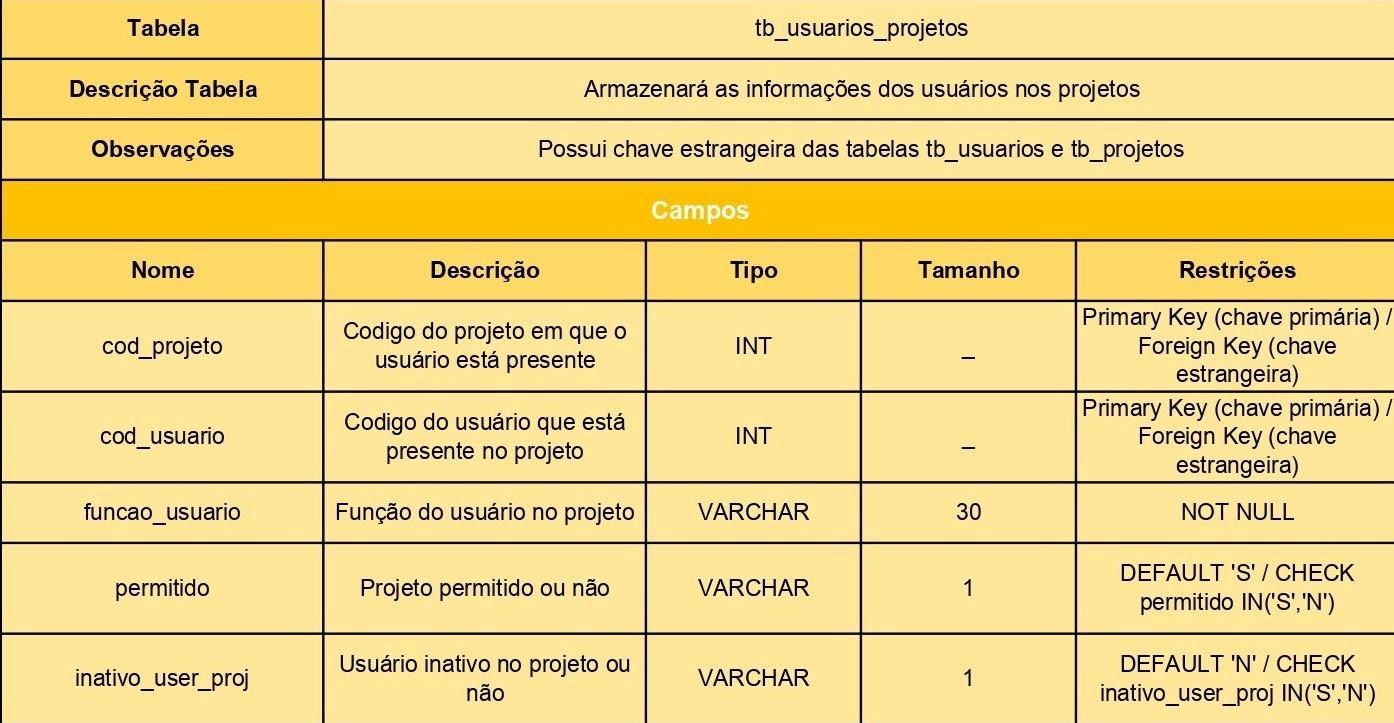 Tabela
tb_usuarios_projetos
Descrição Tabela
Armazenará as informações dos usuários nos projetos
Observações
Possui chave estrangeira das tabelas tb_usuarios e tb_projetos
Campos
Nome
Descrição
Tipo
Tamanho
Restrições
cod_projeto
Codigo do projeto em que o
usuário está presente
INT
_
Primary Key (chave primária) /
Foreign Key (chave
estrangeira)
cod_usuario
Codigo do usuário que está
presente no projeto
INT
_
Primary Key (chave primária) /
Foreign Key (chave
estrangeira)
funcao_usuario
Função do usuário no projeto
VARCHAR
30
NOT NULL
permitido
Projeto permitido ou não
VARCHAR
1
DEFAULT 'S' / CHECK
permitido IN('S','N')
inativo_user_proj
Usuário inativo no projeto ou
não
VARCHAR
1
DEFAULT 'N' / CHECK
inativo_user_proj IN('S','N')